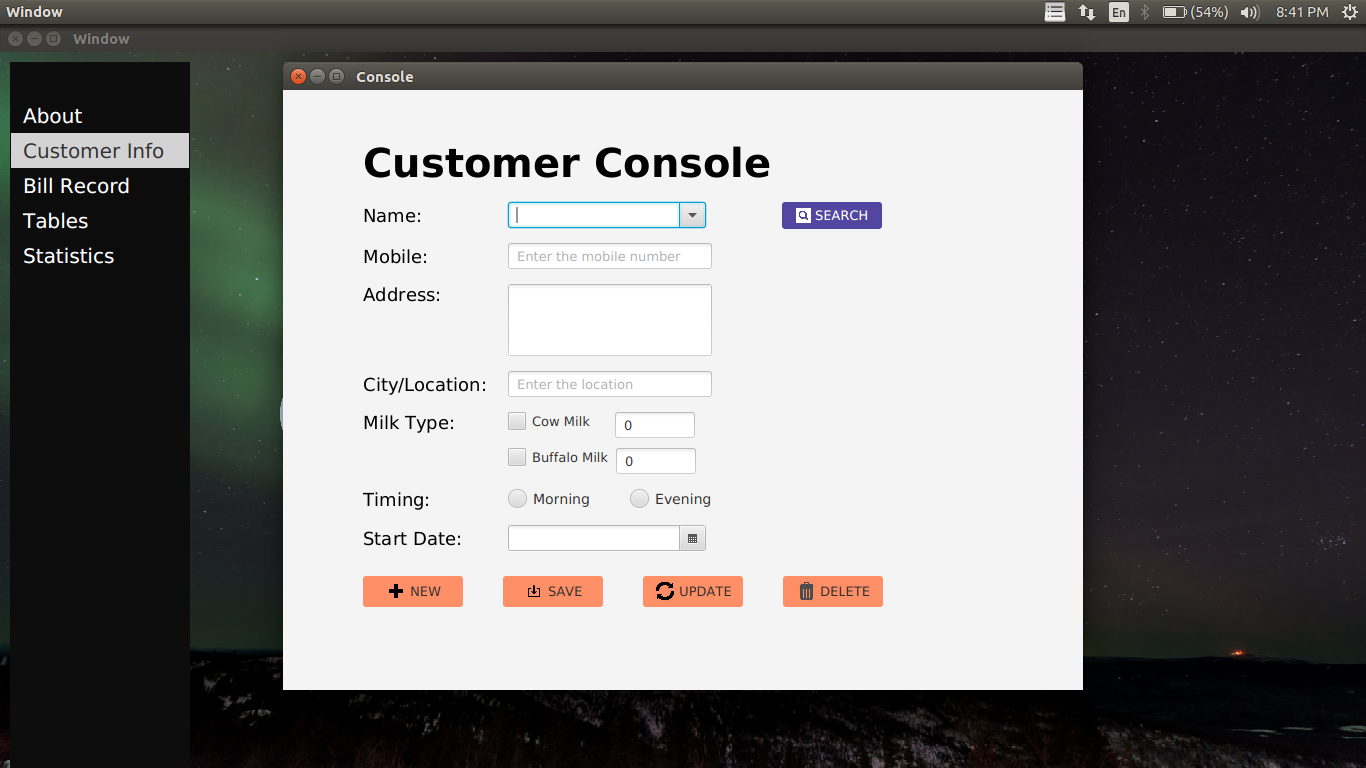 Window
En
(54%)
8:41 PM
Window
About
Customer Info
Bill Record
Tables
Statistics
Console
Customer Console
Name:
SEARCH
Mobile:
Enter the mobile number
Address:
City/Location:
Enter the location
Milk Type:
Cow Milk
0
Buffalo Milk
0
Timing:
Morning
Evening
Start Date:
NEW
SAVE
UPDATE
DELETE